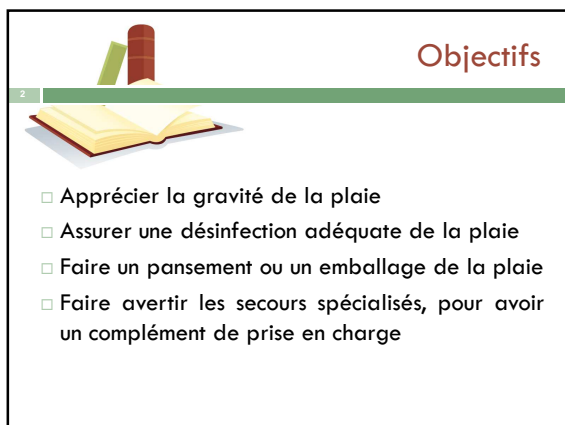 Objectifs
2
□ Apprécier la gravité de la plaie
□ Assurer une désinfection adéquate de la plaie
□ Faire un pansement ou un emballage de la plaie
□ Faire avertir les secours spécialisés, pour avoir
un complément de prise en charge